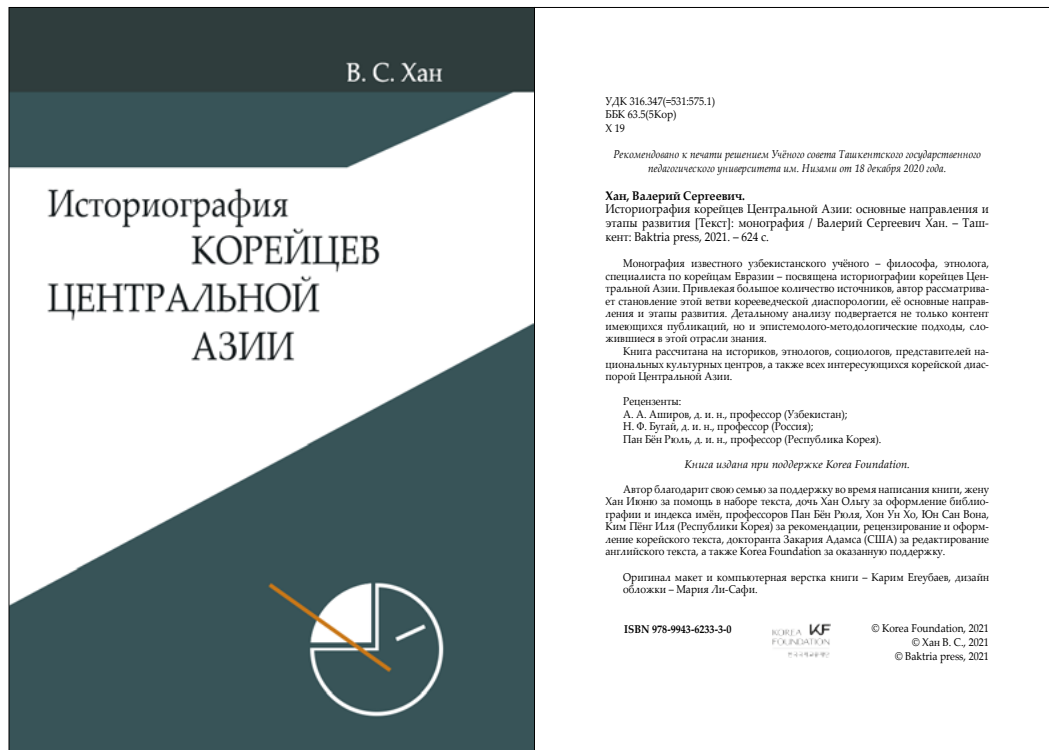 В. С. Хан
Историография
КОРЕЙЦЕВ
ЦЕНТРАЛЬНОЙ
АЗИИ
УДК 316.347(=531:575.1)
ББК 63.5(5Кор)
Х 19
Рекомендовано к печати решением Учёного совета Ташкентского государственного
педагогического университета им. Низами от 18 декабря 2020 года.
Хан, Валерий Сергеевич.
Историография корейцев Центральной Азии: основные направления и
этапы развития [Текст]: монография / Валерий Сергеевич Хан. – Таш-
кент: Baktria press, 2021. – 624 с.
Монография известного узбекистанского учёного – философа, этнолога,
специалиста по корейцам Евразии – посвящена историографии корейцев Цен-
тральной Азии. Привлекая большое количество источников, автор рассматрива-
ет становление этой ветви корееведческой диаспорологии, её основные направ-
ления и этапы развития. Детальному анализу подвергается не только контент
имеющихся публикаций, но и эпистемолого-методологические подходы, сло-
жившиеся в этой отрасли знания.
Книга рассчитана на историков, этнологов, социологов, представителей на-
циональных культурных центров, а также всех интересующихся корейской диас-
порой Центральной Азии.
Рецензенты:
А. А. Аширов, д. и. н., профессор (Узбекистан);
Н. Ф. Бугай, д. и. н., профессор (Россия);
Пан Бён Рюль, д. и. н., профессор (Республика Корея).
Книга издана при поддержке Korea Foundation.
Автор благодарит свою семью за поддержку во время написания книги, жену
Хан Июню за помощь в наборе текста, дочь Хан Ольгу за оформление библио-
графии и индекса имён, профессоров Пан Бён Рюля, Хон Ун Хо, Юн Сан Вона,
Ким Пёнг Иля (Республики Корея) за рекомендации, рецензирование и оформ-
ление корейского текста, докторанта Закария Адамса (США) за редактирование
английского текста, а также Korea Foundation за оказанную поддержку.
Оригинал макет и компьютерная верстка книги – Карим Егеубаев, дизайн
обложки – Мария Ли-Сафи.
ISBN 978-9943-6233-3-0
KOREA KF
FOUNDATION
© Korea Foundation, 2021
© Хан В. С., 2021
© Baktria press, 2021